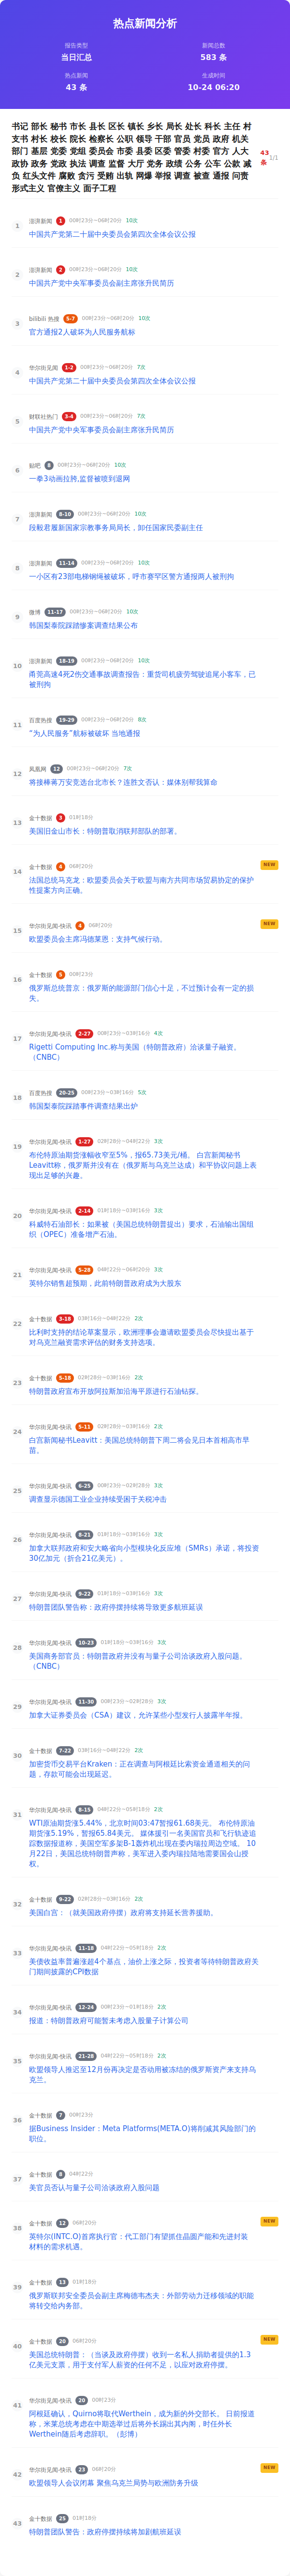 热点新闻分析
报告类型
新闻总数
当日汇总
583 条
热点新闻
生成时间
43 条
10-24 06:20
书记 部长 秘书 市长 县长 区长 镇长 乡长 局长 处长 科长 主任 村
支书 村长 校长 院长 检察长 公职 领导 干部 官员 党员 政府 机关
部门 基层 党委 党组 委员会 市委 县委 区委 管委 村委 官方 人大
政协 政务 党政 执法 调查 监督 大厅 党务 政绩 公务 公车 公款 减
负 红头文件 腐败 贪污 受贿 出轨 网爆 举报 调查 被查 通报 问责
形式主义 官僚主义 面子工程
43
条
1/1
1
澎湃新闻 1 00时23分~06时20分 10次
中国共产党第二十届中央委员会第四次全体会议公报
2
澎湃新闻 2 00时23分~06时20分 10次
中国共产党中央军事委员会副主席张升民简历
3
bilibili 热搜 5-7 00时23分~06时20分 10次
官方通报2人破坏为人民服务航标
4
华尔街见闻 1-2 00时23分~06时20分 7次
中国共产党第二十届中央委员会第四次全体会议公报
5
财联社热门 3-4 00时23分~06时20分 7次
中国共产党中央军事委员会副主席张升民简历
6
贴吧 8 00时23分~06时20分 10次
一拳3动画拉胯,监督被喷到退网
7
澎湃新闻 8-10 00时23分~06时20分 10次
段毅君履新国家宗教事务局局长，卸任国家民委副主任
8
澎湃新闻 11-14 00时23分~06时20分 10次
一小区有23部电梯钢绳被破坏，呼市赛罕区警方通报两人被刑拘
9
微博 11-17 00时23分~06时20分 10次
韩国梨泰院踩踏惨案调查结果公布
10
澎湃新闻 18-19 00时23分~06时20分 10次
甬莞高速4死2伤交通事故调查报告：重货司机疲劳驾驶追尾小客车，已
被刑拘
11
百度热搜 19-29 00时23分~06时20分 8次
“为人民服务”航标被破坏 当地通报
12
凤凰网 12 00时23分~06时20分 7次
将接棒蒋万安竞选台北市长？连胜文否认：媒体别帮我算命
13
金十数据 3 01时18分
美国旧金山市长：特朗普取消联邦部队的部署。
14
金十数据 4 06时20分
NEW
法国总统马克龙：欧盟委员会关于欧盟与南方共同市场贸易协定的保护
性提案方向正确。
15
华尔街见闻-快讯 4 06时20分
NEW
欧盟委员会主席冯德莱恩：支持气候行动。
16
金十数据 5 00时23分
俄罗斯总统普京：俄罗斯的能源部门信心十足，不过预计会有一定的损
失。
17
华尔街见闻-快讯 2-27 00时23分~03时16分 4次
Rigetti Computing Inc.称与美国（特朗普政府）洽谈量子融资。
（CNBC）
18
百度热搜 20-25 00时23分~03时16分 5次
韩国梨泰院踩踏事件调查结果出炉
19
华尔街见闻-快讯 1-27 02时28分~04时22分 3次
布伦特原油期货涨幅收窄至5%，报65.73美元/桶。 白宫新闻秘书
Leavitt称，俄罗斯并没有在（俄罗斯与乌克兰达成）和平协议问题上表
现出足够的兴趣。
20
华尔街见闻-快讯 2-14 01时18分~03时16分 3次
科威特石油部长：如果被（美国总统特朗普提出）要求，石油输出国组
织（OPEC）准备增产石油。
21
华尔街见闻-快讯 5-28 04时22分~06时20分 3次
英特尔销售超预期，此前特朗普政府成为大股东
22
金十数据 3-18 03时16分~04时22分 2次
比利时支持的结论草案显示，欧洲理事会邀请欧盟委员会尽快提出基于
对乌克兰融资需求评估的财务支持选项。
23
金十数据 5-18 02时28分~03时16分 2次
特朗普政府宣布开放阿拉斯加沿海平原进行石油钻探。
24
华尔街见闻-快讯 5-11 02时28分~03时16分 2次
白宫新闻秘书Leavitt：美国总统特朗普下周二将会见日本首相高市早
苗。
25
华尔街见闻-快讯 6-25 00时23分~02时28分 3次
调查显示德国工业企业持续受困于关税冲击
26
华尔街见闻-快讯 8-21 01时18分~03时16分 3次
加拿大联邦政府和安大略省向小型模块化反应堆（SMRs）承诺，将投资
30亿加元（折合21亿美元）。
27
华尔街见闻-快讯 9-22 01时18分~03时16分 3次
特朗普团队警告称：政府停摆持续将导致更多航班延误
28
华尔街见闻-快讯 10-23 01时18分~03时16分 3次
美国商务部官员：特朗普政府并没有与量子公司洽谈政府入股问题。
（CNBC）
29
华尔街见闻-快讯 11-30 00时23分~02时28分 3次
加拿大证券委员会（CSA）建议，允许某些小型发行人披露半年报。
30
金十数据 7-22 03时16分~04时22分 2次
加密货币交易平台Kraken：正在调查与阿根廷比索资金通道相关的问
题，存款可能会出现延迟。
31
华尔街见闻-快讯 8-15 04时22分~05时18分 2次
WTI原油期货涨5.44%，北京时间03:47暂报61.68美元。 布伦特原油
期货涨5.19%，暂报65.84美元。 媒体援引一名美国官员和飞行轨迹追
踪数据报道称，美国空军多架B-1轰炸机出现在委内瑞拉周边空域。 10
月22日，美国总统特朗普声称，美军进入委内瑞拉陆地需要国会山授
权。
32
金十数据 9-22 02时28分~03时16分 2次
美国白宫：（就美国政府停摆）政府将支持延长营养援助。
33
华尔街见闻-快讯 11-18 04时22分~05时18分 2次
美债收益率普遍涨超4个基点，油价上涨之际，投资者等待特朗普政府关
门期间披露的CPI数据
34
华尔街见闻-快讯 12-24 00时23分~01时18分 2次
报道：特朗普政府可能暂未考虑入股量子计算公司
35
华尔街见闻-快讯 21-28 04时22分~05时18分 2次
欧盟领导人推迟至12月份再决定是否动用被冻结的俄罗斯资产来支持乌
克兰。
36
金十数据 7 00时23分
据Business Insider：Meta Platforms(META.O)将削减其风险部门的
职位。
37
金十数据 8 04时22分
美官员否认与量子公司洽谈政府入股问题
38
金十数据 12 06时20分
NEW
英特尔(INTC.O)首席执行官：代工部门有望抓住晶圆产能和先进封装
材料的需求机遇。
39
金十数据 13 01时18分
俄罗斯联邦安全委员会副主席梅德韦杰夫：外部劳动力迁移领域的职能
将转交给内务部。
40
金十数据 20 06时20分
NEW
美国总统特朗普：（当谈及政府停摆）收到一名私人捐助者提供的1.3
亿美元支票，用于支付军人薪资的任何不足，以应对政府停摆。
41
华尔街见闻-快讯 20 00时23分
阿根廷确认，Quirno将取代Werthein，成为新的外交部长。 日前报道
称，米莱总统考虑在中期选举过后将外长踢出其内阁，时任外长
Werthein随后考虑辞职。（彭博）
42
华尔街见闻-快讯 23 06时20分
NEW
欧盟领导人会议闭幕 聚焦乌克兰局势与欧洲防务升级
43
金十数据 25 01时18分
特朗普团队警告：政府停摆持续将加剧航班延误